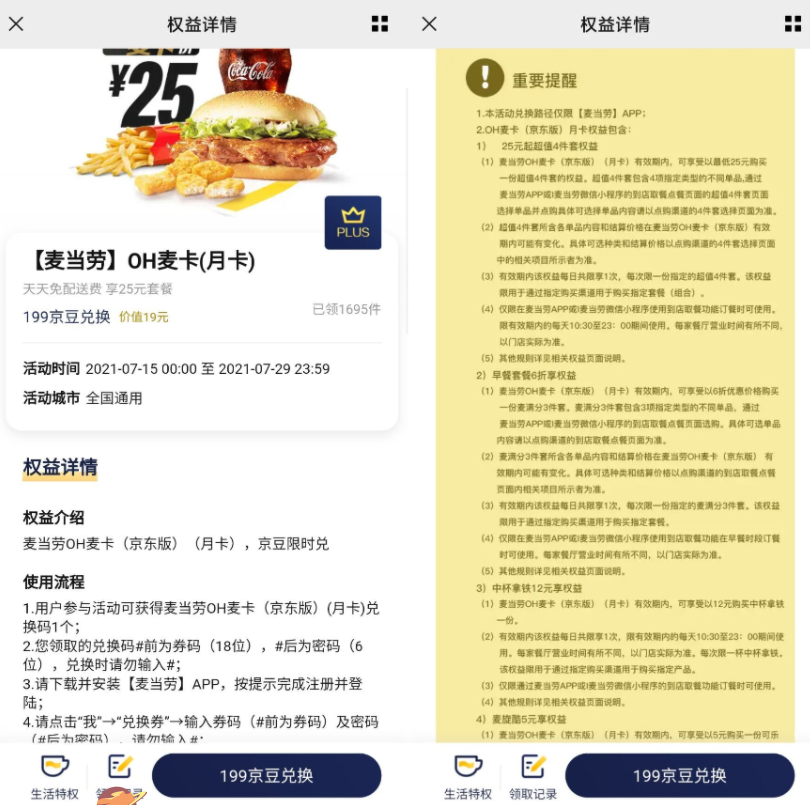 权益详情
¥25
Coca-Cola
PLUS
【麦当劳】OH麦卡(月卡)
天天免配送费 享25元套餐
199京豆兑换 价值19元
已领1695件
活动时间 2021-07-15 00:00 至 2021-07-29 23:59
活动城市 全国通用
权益详情
权益介绍
麦当劳OH麦卡（京东版）（月卡），京豆限时兑
使用流程
1.用户参与活动可获得麦当劳OH麦卡（京东版）(月卡)兑
换码1个；
2.您领取的兑换码#前为券码（18位），#后为密码（6
位），兑换时请勿输入#；
3.请下载并安装【麦当劳】APP，按提示完成注册并登
陆；
4.请点击“我”→“兑换券”→输入券码（#前为券码）及密码
（#后为密码），请勿输入#；
生活特权
199京豆兑换
权益详情
重要提醒
1.本活动兑换路径仅限【麦当劳】APP；
2.OH麦卡（京东版）月卡权益包含：
1） 25元起超值4件套权益
（1）麦当劳OH麦卡（京东版）（月卡）有效期内，可享受以最低25元购买
一份超值4件套的权益。超值4件套包含4项指定类型的不同单品,通过
麦当劳APP或i麦当劳微信小程序的到店取餐点餐页面的超值4件套页面
选择单品并点购具体可选择单品内容请以点购渠道的4件套选择页面为准。
（2）超值4件套所含各单品内容和结算价格在麦当劳OH麦卡（京东版）有效
期内可能有变化。具体可选种类和结算价格以点购渠道的4件套选择页面
中的相关项目所示者为准。
（3）有效期内该权益每日共限享1次，每次限一份指定的超值4件套。该权益
限用于通过指定购买渠道用于购买指定套餐（组合）。
（4）仅限在麦当劳APP或i麦当劳微信小程序使用到店取餐功能订餐时可使用。
限有效期内的每天10:30至23：00期间使用。每家餐厅营业时间有所不同，
以门店实际为准。
（5）其他规则详见相关权益页面说明。
2）早餐套餐6折享权益
（1）麦当劳OH麦卡（京东版）（月卡）有效期内，可享受以6折优惠价格购买
一份麦满分3件套。麦满分3件套包含3项指定类型的不同单品，通过
麦当劳APP或i麦当劳微信小程序的到店取餐点餐页面选购。具体可选单品
内容请以点购渠道的到店取餐点餐页面为准。
（2）麦满分3件套所含各单品内容和结算价格在麦当劳OH麦卡（京东版） 有
效期内可能有变化。具体可选种类和结算价格以点购渠道的到店取餐点餐
页面内相关项目所示者为准。
（3）有效期内该权益每日共限享1次，每次限一份指定的麦满分3件套。该权益
限用于通过指定购买渠道用于购买指定套餐。
（4）仅限在麦当劳APP或i麦当劳微信小程序使用到店取餐功能在早餐时段订餐
时可使用。每家餐厅营业时间有所不同，以门店实际为准。
（5）其他规则详见相关权益页面说明。
3）中杯拿铁12元享权益
（1）麦当劳OH麦卡（京东版）（月卡）有效期内，可享受以12元购买中杯拿铁
一份。
（2）有效期内该权益每日共限享1次，限有效期内的每天10:30至23：00期间使
用。每家餐厅营业时间有所不同，以门店实际为准。每次限一杯中杯拿铁。
该权益限用于通过指定购买渠道用于购买指定产品。
（3）仅限通过麦当劳APP或i麦当劳微信小程序的到店取餐功能订餐时可使用。
（4）其他规则详见相关权益页面说明。
4）麦旋酷5元享权益
（1）麦当劳OH麦卡（京东版）（月卡）有效期内，可享受以5元购买一份可乐
生活特权
领取记录
199京豆兑换